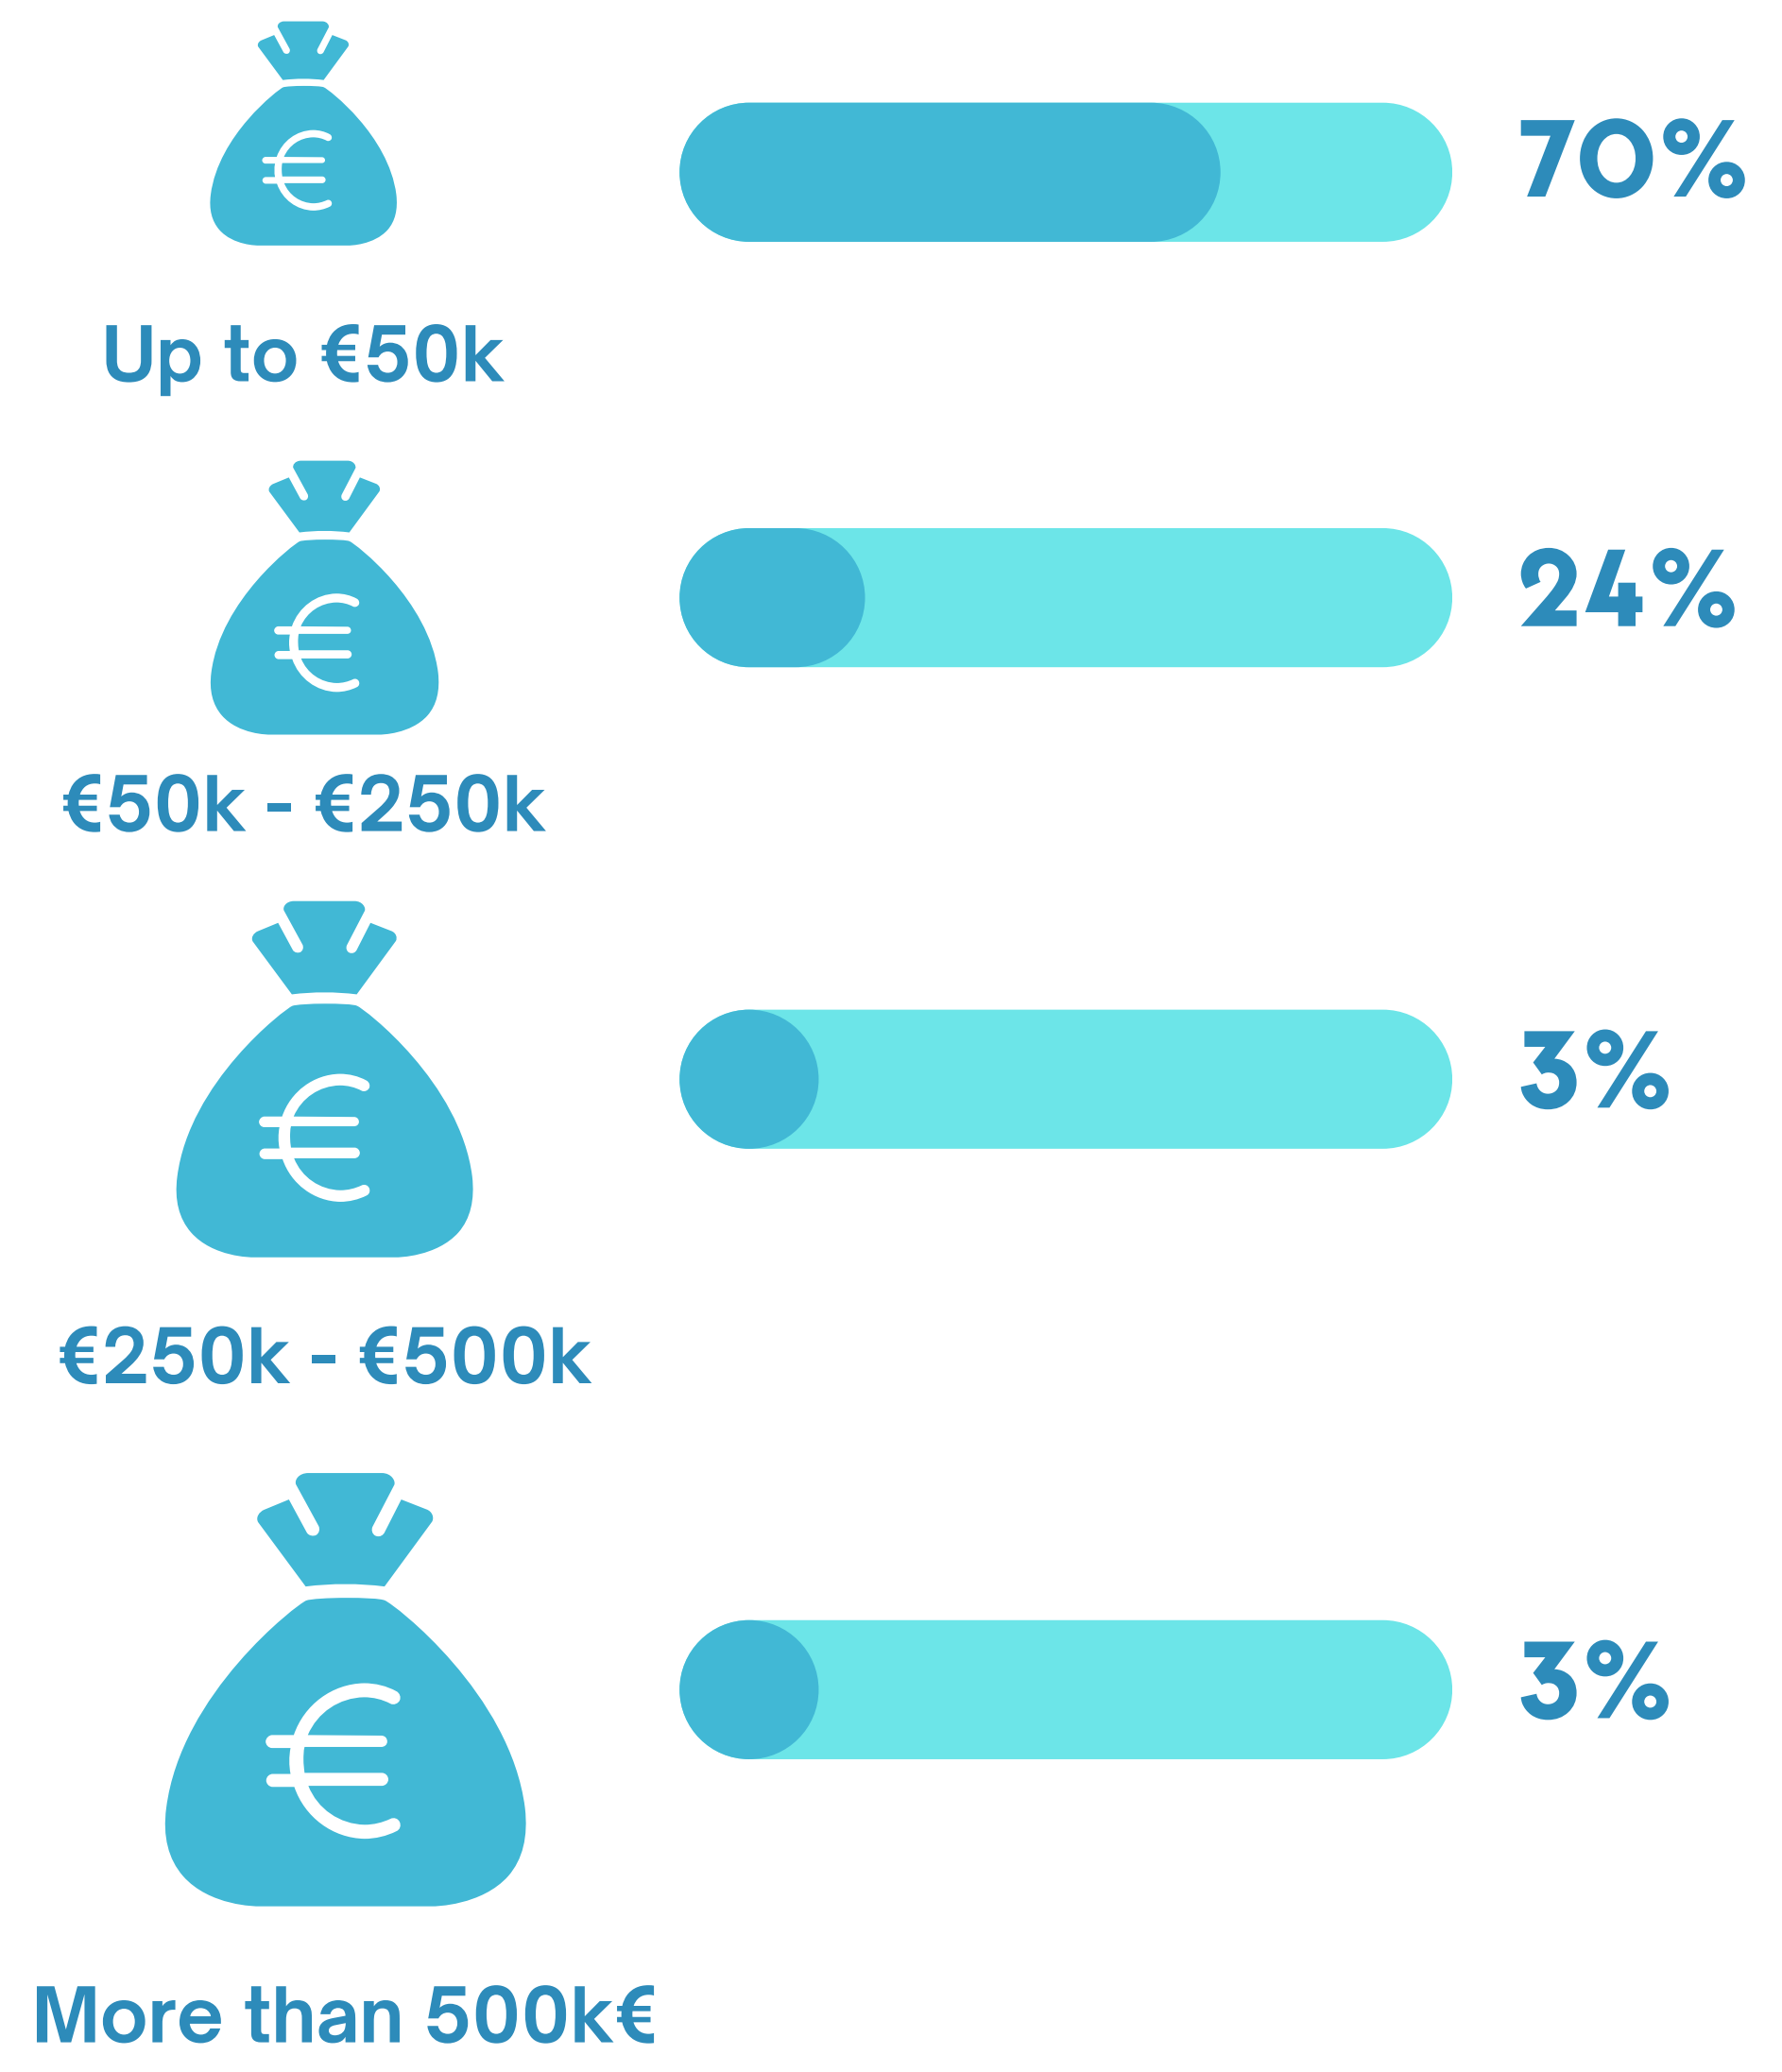 70%
Up to €50k
24%
€50k - €250k
3%
€250k - €500k
3%
More than 500k€